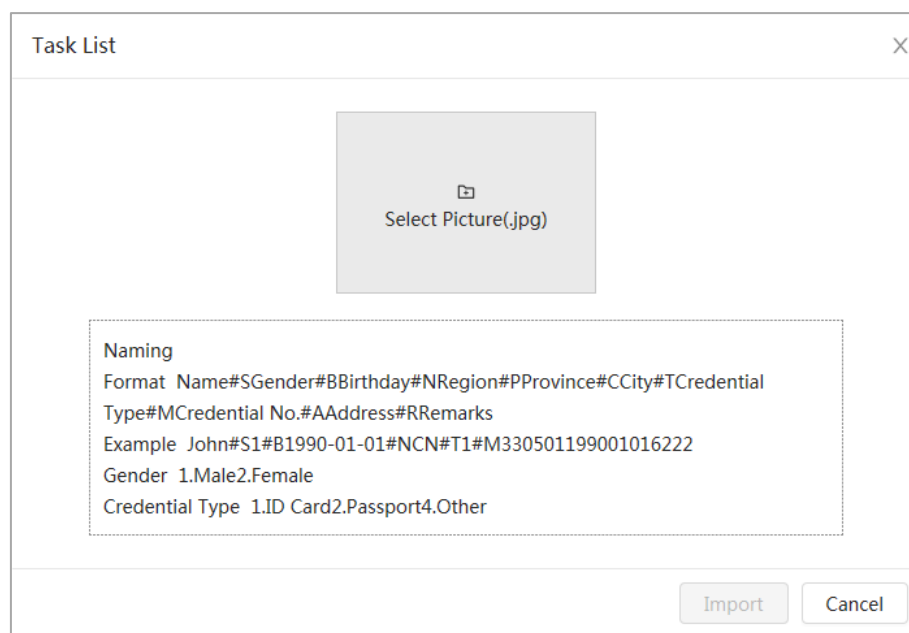 Task List
Select Picture(.jpg)
Naming
Format  Name#SGender#BBirthday#NRegion#PProvince#CCity#TCredential
Type#MCredential No.#AAddress#RRemarks
Example  John#S1#B1990-01-01#NCN#T1#M330501199001016222
Gender  1.Male2.Female
Credential Type  1.ID Card2.Passport4.Other
Import
Cancel